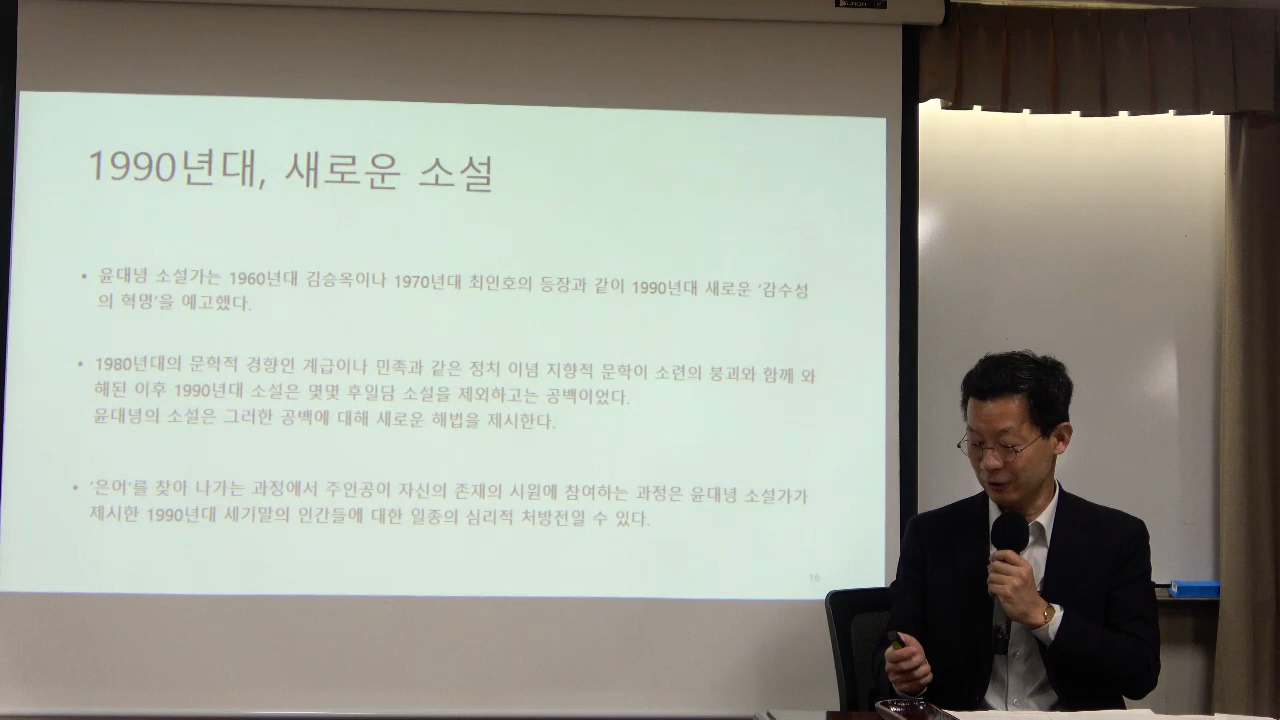 1990년대, 새로운 소설
• 윤대녕 소설가는 1960년대 김승옥이나 1970년대 최인호의 등장과 같이 1990년대 새로운 ‘감수성
의 혁명’을 예고했다.
• 1980년대의 문학적 경향인 계급이나 민족과 같은 정치 이념 지향적 문학이 소련의 붕괴와 함께 와
해된 이후 1990년대 소설은 몇몇 후일담 소설을 제외하고는 공백이었다.
윤대녕의 소설은 그러한 공백에 대해 새로운 해법을 제시한다.
• ‘은어’를 찾아 나가는 과정에서 주인공이 자신의 존재의 시원에 참여하는 과정은 윤대녕 소설가가
제시한 1990년대 세기말의 인간들에 대한 일종의 심리적 처방전일 수 있다.
16